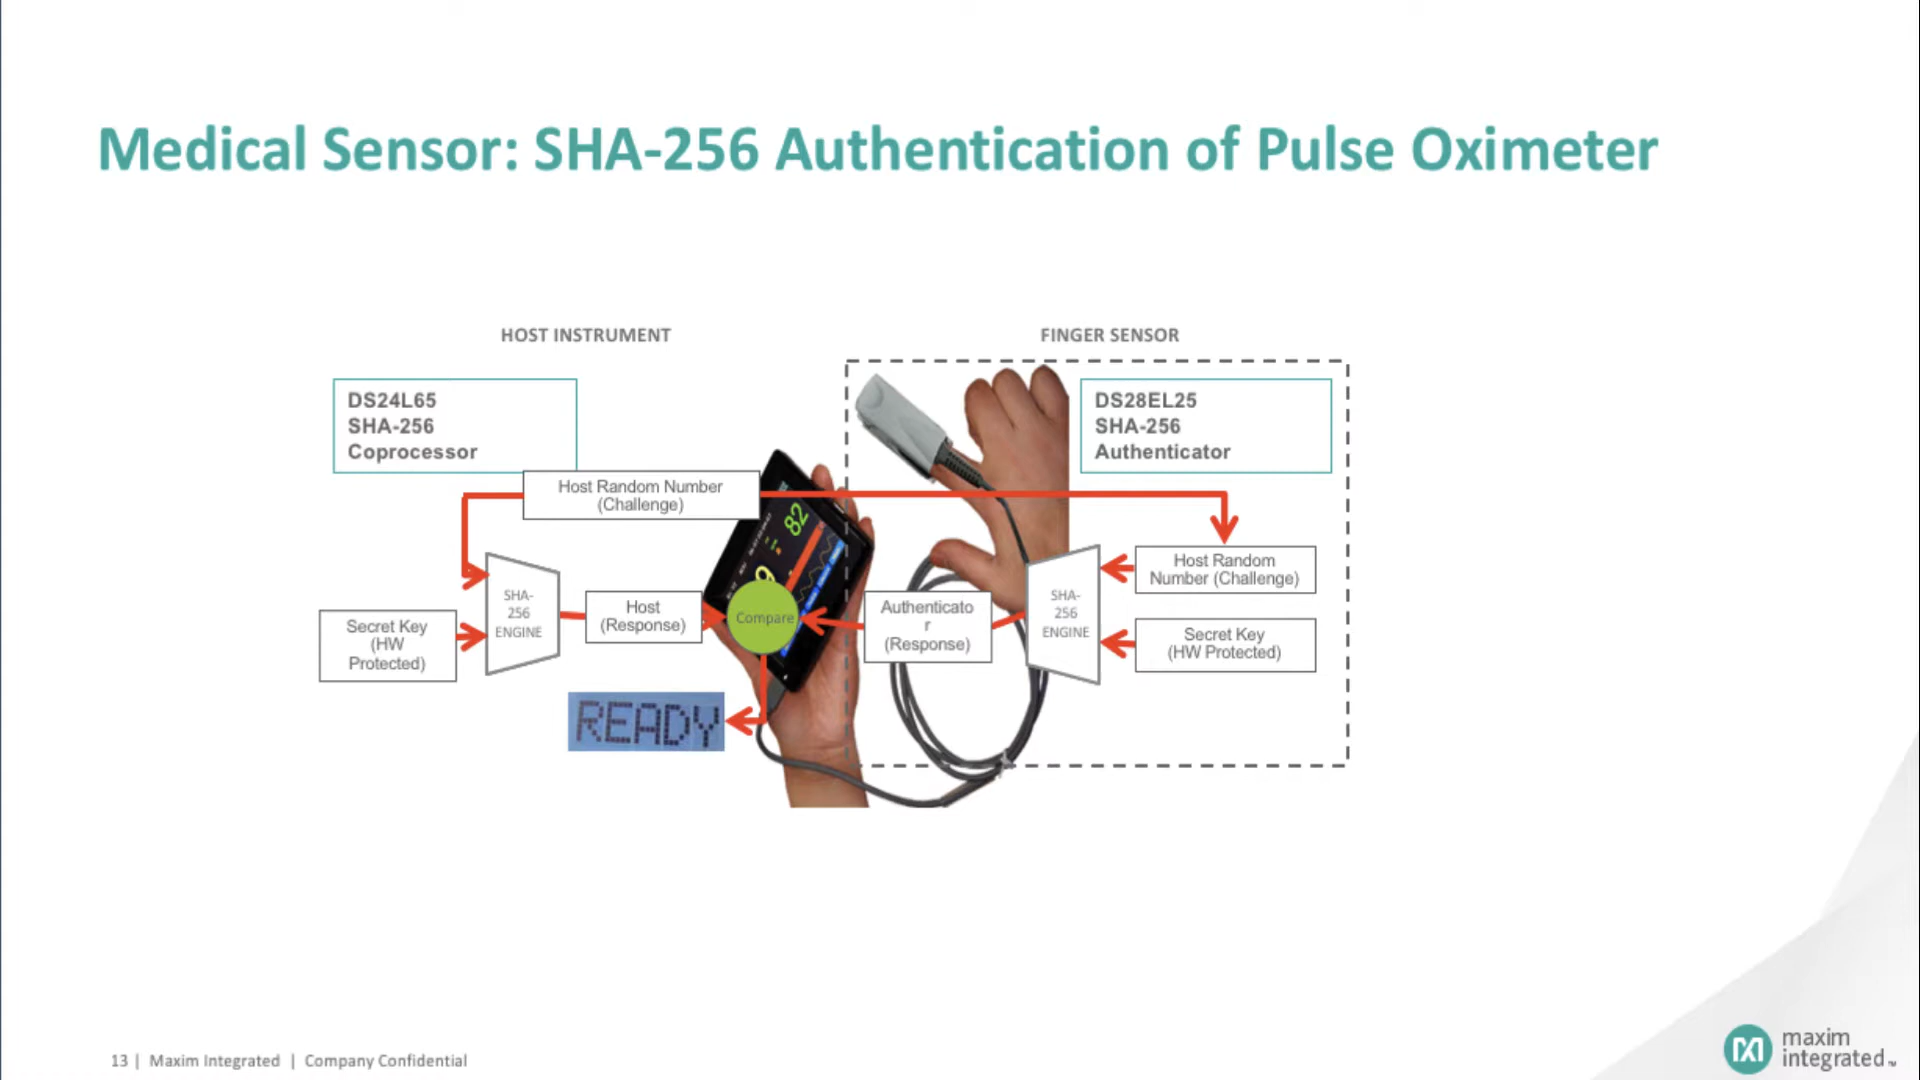 Medical Sensor: SHA-256 Authentication of Pulse Oximeter
HOST INSTRUMENT
FINGER SENSOR
DS24L65
SHA-256
Coprocessor
DS28EL25
SHA-256
Authenticator
Host Random Number
(Challenge)
82
9
Host Random
Number (Challenge)
SHA-
256
ENGINE
Host
(Response)
Compare
Authenticato
r
(Response)
SHA-
256
ENGINE
Secret Key
(HW
Protected)
Secret Key
(HW Protected)
READY
13 | Maxim Integrated | Company Confidential
maxim
integrated™